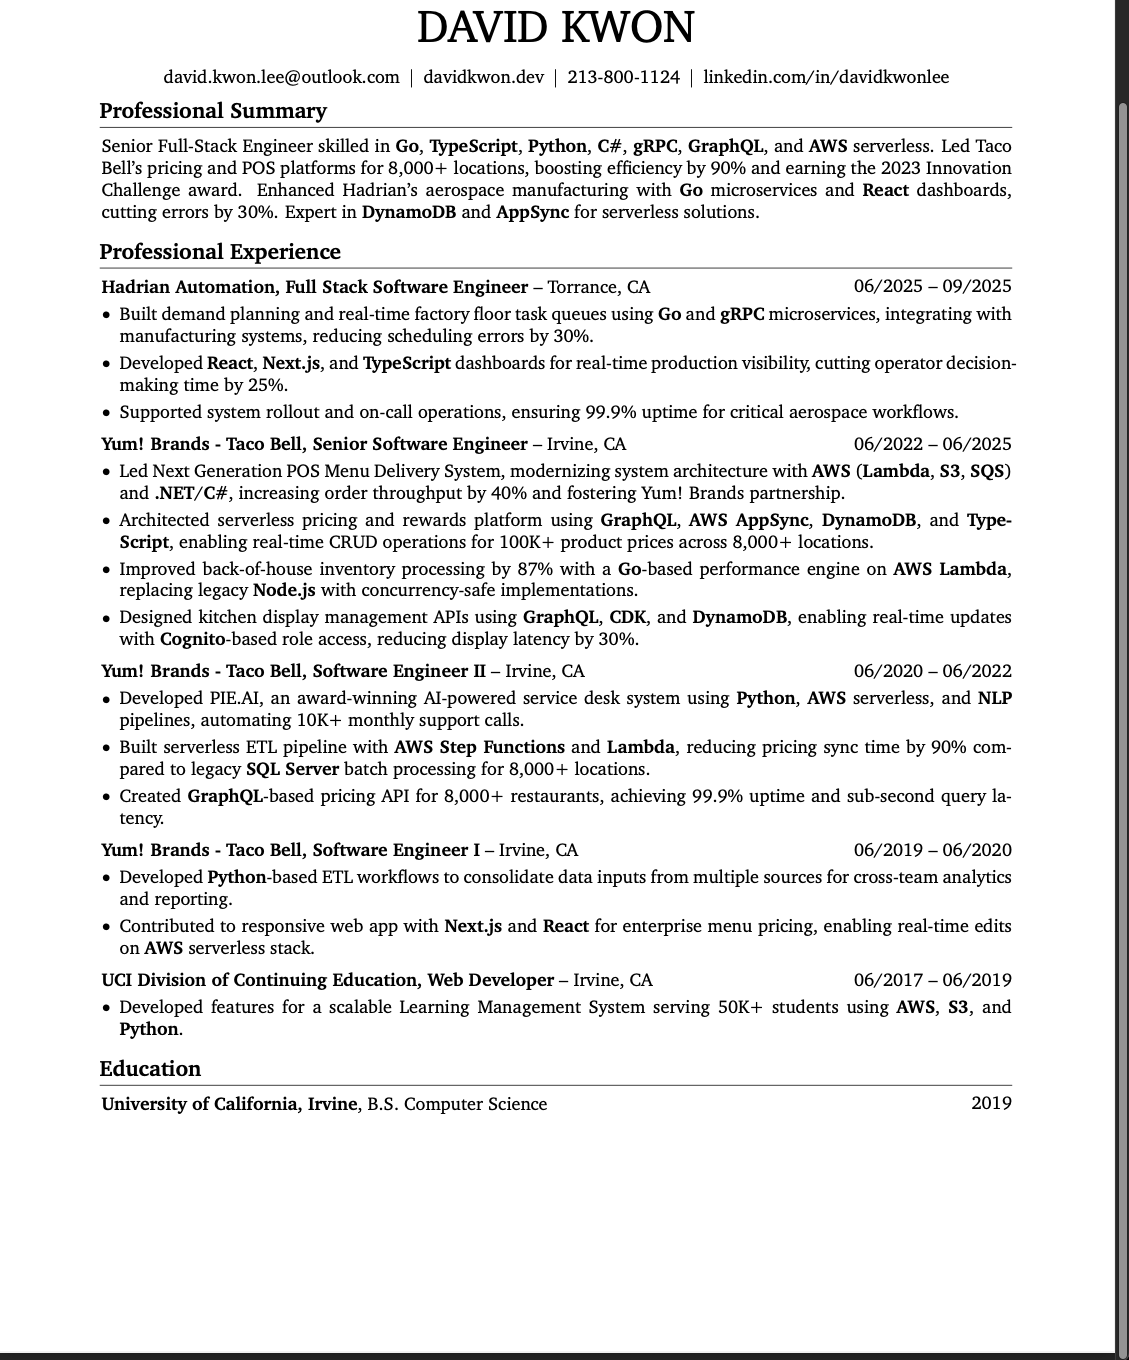 DAVID KWON
david.kwon.lee@outlook.com | davidkwon.dev | 213-800-1124 | linkedin.com/in/davidkwonlee
Professional Summary
Senior Full-Stack Engineer skilled in Go, TypeScript, Python, C#, gRPC, GraphQL, and AWS serverless. Led Taco
Bell's pricing and POS platforms for 8,000+ locations, boosting efficiency by 90% and earning the 2023 Innovation
Challenge award. Enhanced Hadrian's aerospace manufacturing with Go microservices and React dashboards,
cutting errors by 30%. Expert in DynamoDB and AppSync for serverless solutions.
Professional Experience
Hadrian Automation, Full Stack Software Engineer – Torrance, CA 06/2025 – 09/2025
• Built demand planning and real-time factory floor task queues using Go and gRPC microservices, integrating with
manufacturing systems, reducing scheduling errors by 30%.
• Developed React, Next.js, and TypeScript dashboards for real-time production visibility, cutting operator decision-
making time by 25%.
• Supported system rollout and on-call operations, ensuring 99.9% uptime for critical aerospace workflows.
Yum! Brands - Taco Bell, Senior Software Engineer – Irvine, CA 06/2022 – 06/2025
• Led Next Generation POS Menu Delivery System, modernizing system architecture with AWS (Lambda, S3, SQS)
and .NET/C#, increasing order throughput by 40% and fostering Yum! Brands partnership.
• Architected serverless pricing and rewards platform using GraphQL, AWS AppSync, DynamoDB, and Type-
Script, enabling real-time CRUD operations for 100K+ product prices across 8,000+ locations.
• Improved back-of-house inventory processing by 87% with a Go-based performance engine on AWS Lambda,
replacing legacy Node.js with concurrency-safe implementations.
• Designed kitchen display management APIs using GraphQL, CDK, and DynamoDB, enabling real-time updates
with Cognito-based role access, reducing display latency by 30%.
Yum! Brands - Taco Bell, Software Engineer II – Irvine, CA 06/2020 – 06/2022
• Developed PIE.AI, an award-winning AI-powered service desk system using Python, AWS serverless, and NLP
pipelines, automating 10K+ monthly support calls.
• Built serverless ETL pipeline with AWS Step Functions and Lambda, reducing pricing sync time by 90% com-
pared to legacy SQL Server batch processing for 8,000+ locations.
• Created GraphQL-based pricing API for 8,000+ restaurants, achieving 99.9% uptime and sub-second query la-
tency.
Yum! Brands - Taco Bell, Software Engineer I – Irvine, CA 06/2019 – 06/2020
• Developed Python-based ETL workflows to consolidate data inputs from multiple sources for cross-team analytics
and reporting.
• Contributed to responsive web app with Next.js and React for enterprise menu pricing, enabling real-time edits
on AWS serverless stack.
UCI Division of Continuing Education, Web Developer – Irvine, CA 06/2017 – 06/2019
• Developed features for a scalable Learning Management System serving 50K+ students using AWS, S3, and
Python.
Education
University of California, Irvine, B.S. Computer Science 2019